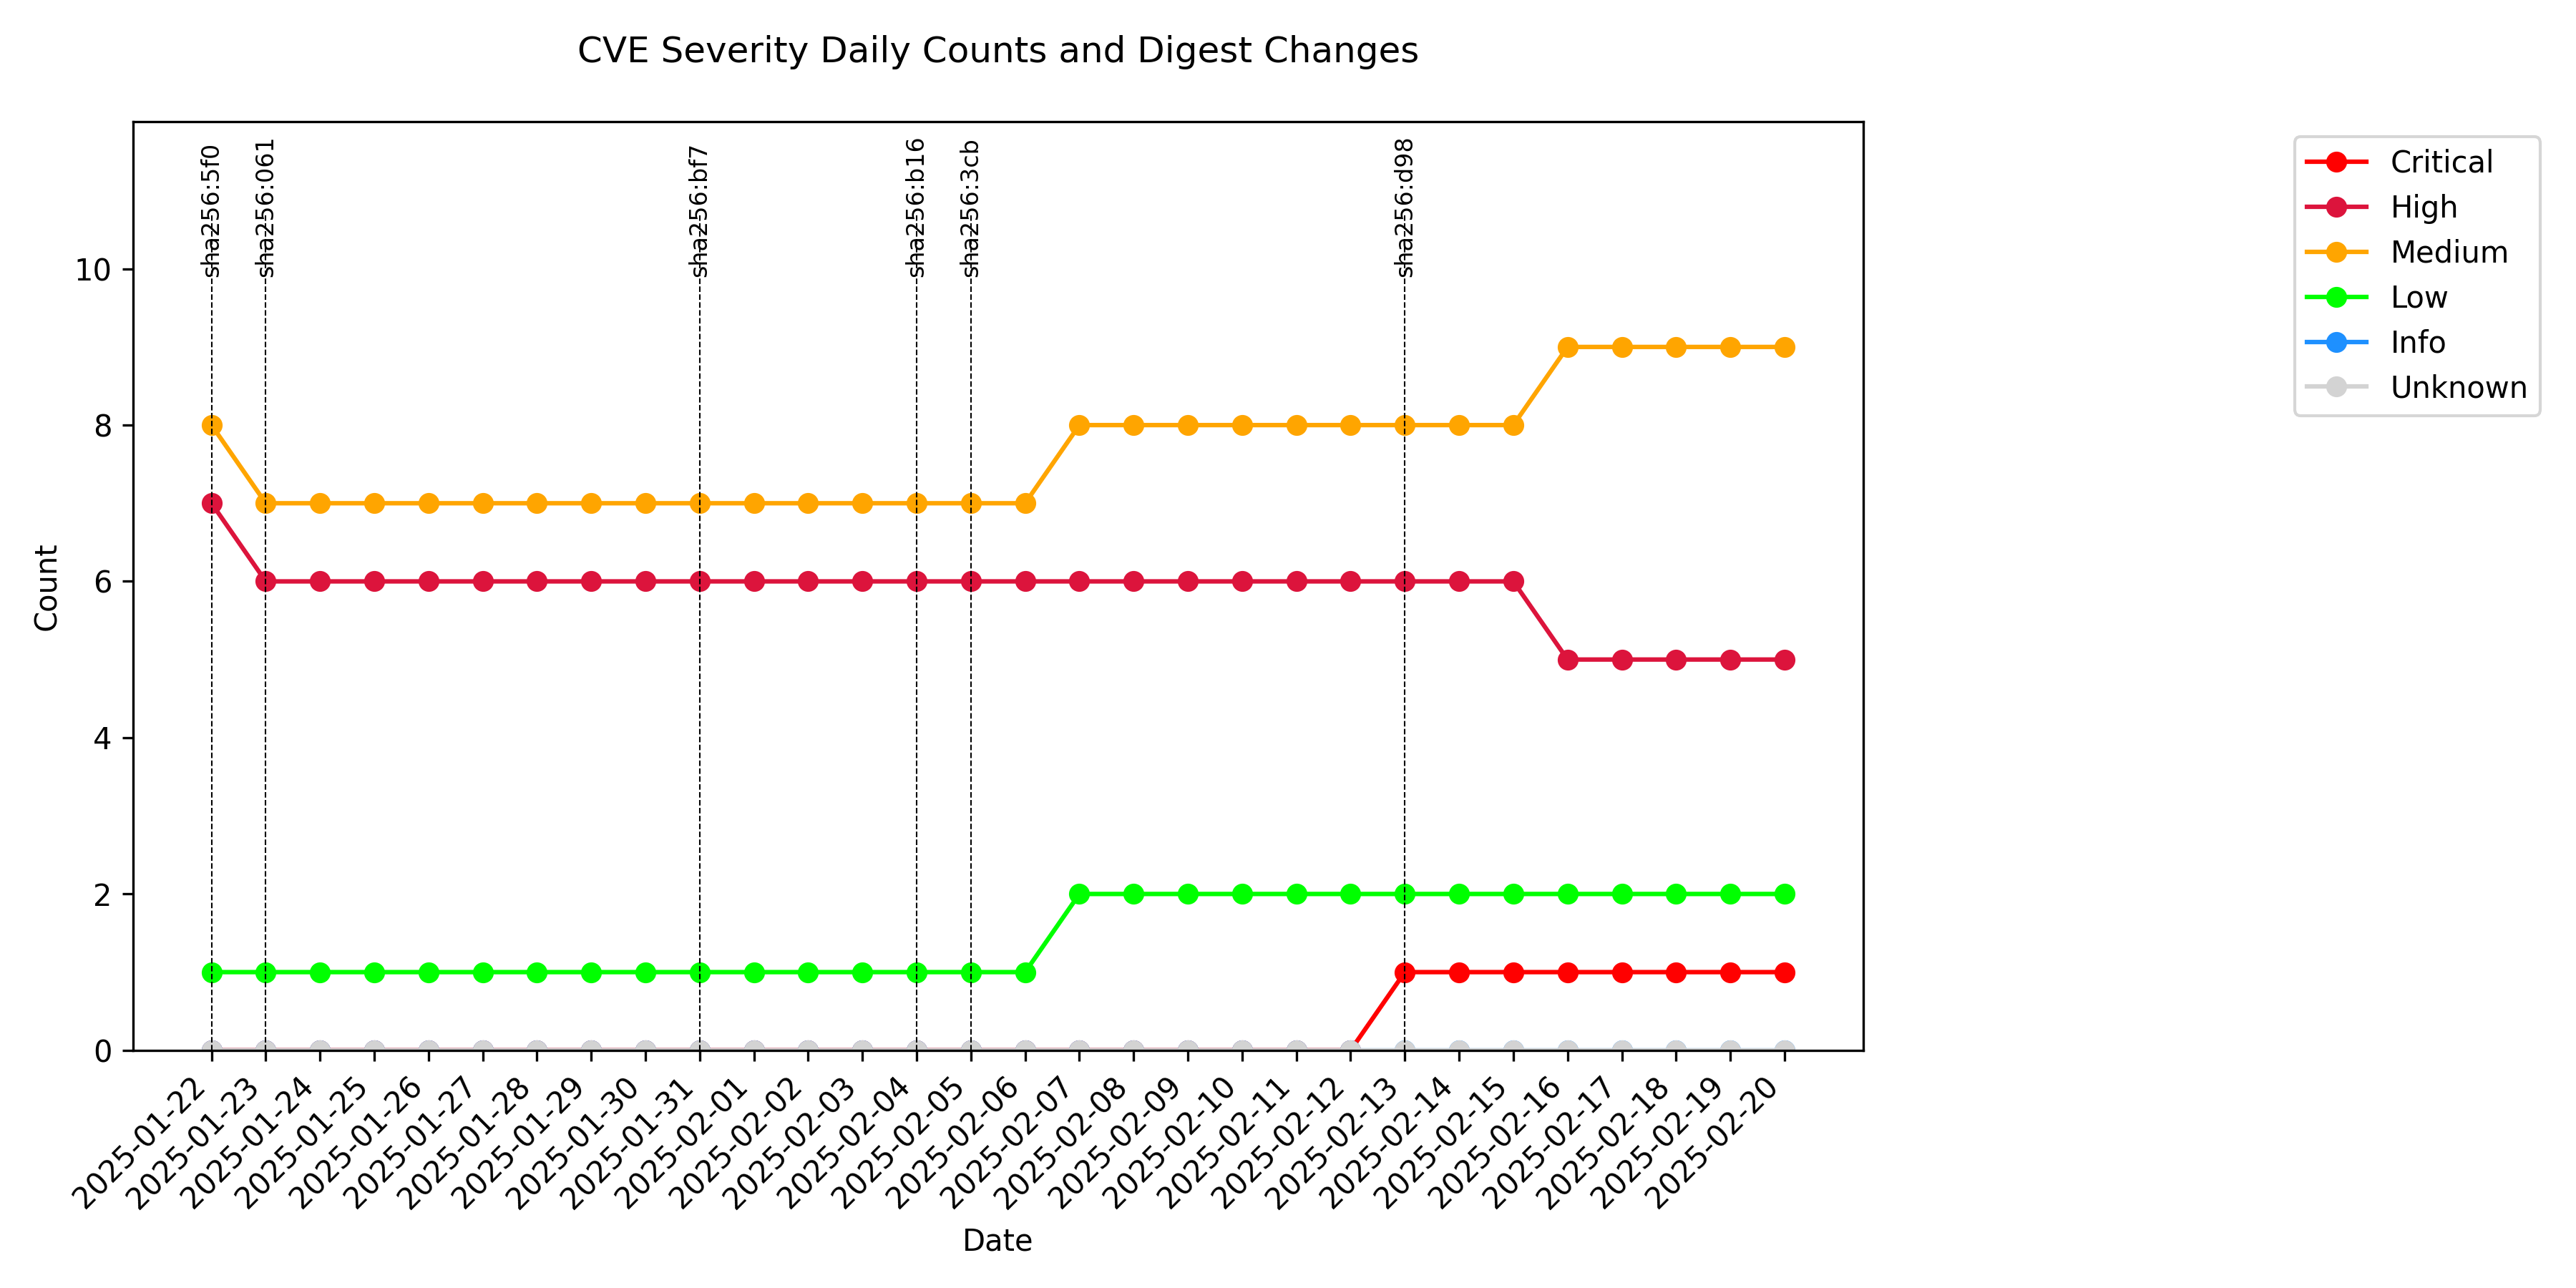 CVE Severity Daily Counts and Digest Changes
sha256:5f0
sha256:061
sha256:bf7
sha256:b16
sha256:3cb
sha256:d98
Critical
High
Medium
Low
Info
Unknown
Count
10
8
6
4
2
0
2025-01-22
2025-01-23
2025-01-24
2025-01-25
2025-01-26
2025-01-27
2025-01-28
2025-01-29
2025-01-30
2025-01-31
2025-02-01
2025-02-02
2025-02-03
2025-02-04
2025-02-05
2025-02-06
2025-02-07
2025-02-08
2025-02-09
2025-02-10
2025-02-11
2025-02-12
2025-02-13
2025-02-14
2025-02-15
2025-02-16
2025-02-17
2025-02-18
2025-02-19
2025-02-20
Date